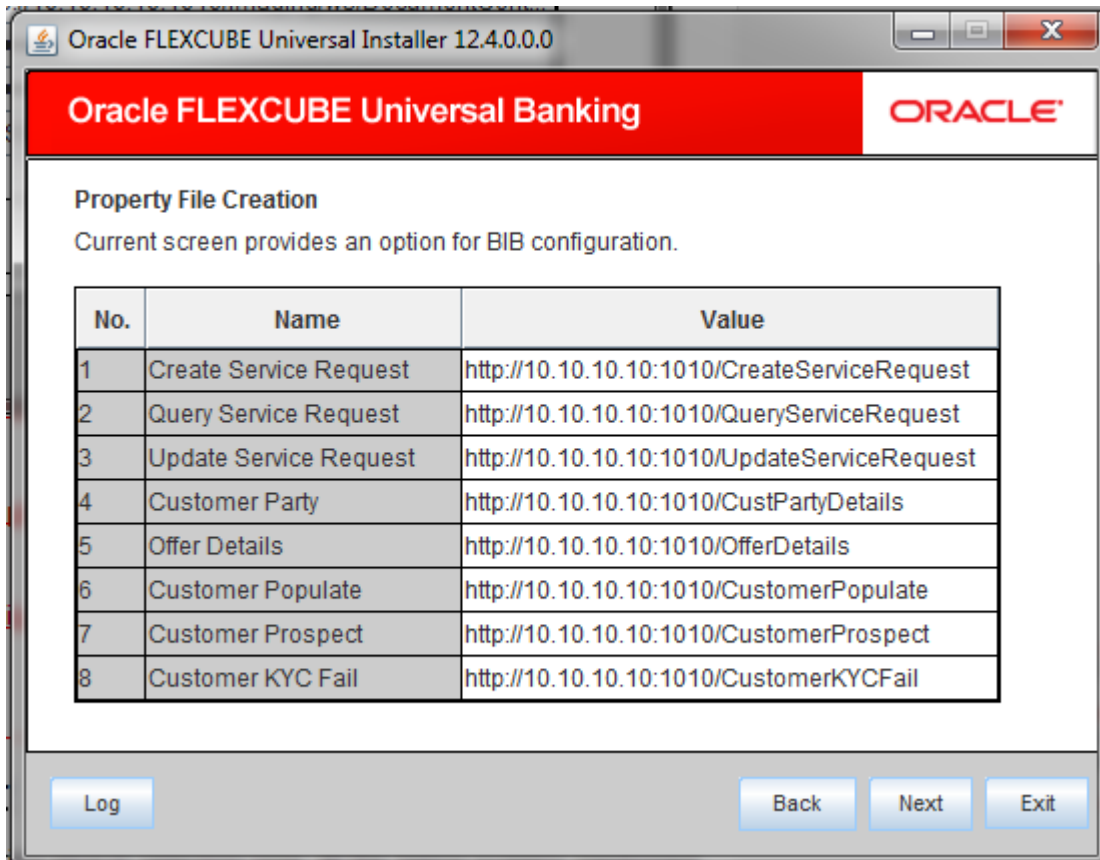 Oracle FLEXCUBE Universal Installer 12.4.0.0.0
Oracle FLEXCUBE Universal Banking
ORACLE
Property File Creation
Current screen provides an option for BIB configuration.
No. Name Value
1 Create Service Request http://10.10.10.10:1010/CreateServiceRequest
2 Query Service Request http://10.10.10.10:1010/QueryServiceRequest
3 Update Service Request http://10.10.10.10:1010/UpdateServiceRequest
4 Customer Party http://10.10.10.10:1010/CustPartyDetails
5 Offer Details http://10.10.10.10:1010/OfferDetails
6 Customer Populate http://10.10.10.10:1010/CustomerPopulate
7 Customer Prospect http://10.10.10.10:1010/CustomerProspect
8 Customer KYC Fail http://10.10.10.10:1010/CustomerKYCFail
Log Back Next Exit